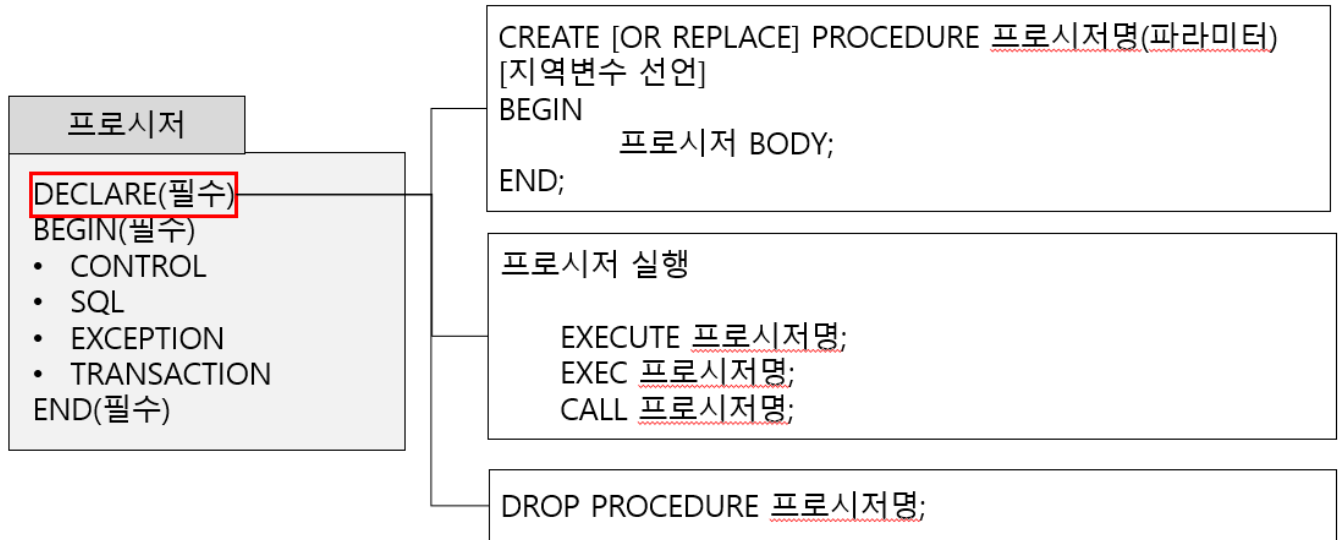 프로시저
DECLARE(필수)
BEGIN(필수)
• CONTROL
• SQL
• EXCEPTION
• TRANSACTION
END(필수)
CREATE [OR REPLACE] PROCEDURE 프로시저명(파라미터)
[지역변수 선언]
BEGIN
프로시저 BODY;
END;
프로시저 실행
EXECUTE 프로시저명;
EXEC 프로시저명;
CALL 프로시저명;
DROP PROCEDURE 프로시저명;